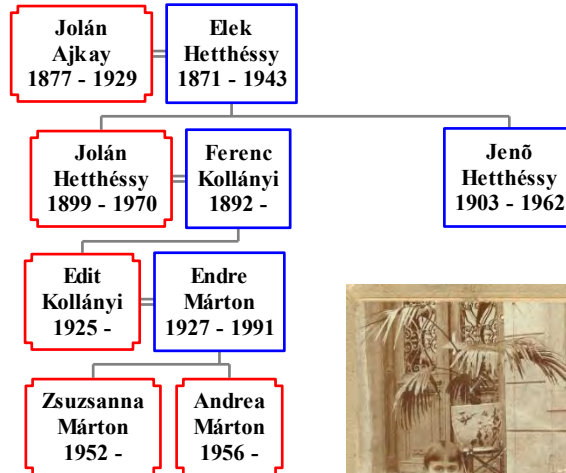 Jolán
Ajkay
1877 - 1929
Elek
Hetthéssy
1871 - 1943
Jolán
Hetthéssy
1899 - 1970
Ferenc
Kollányi
1892 -
Jenõ
Hetthéssy
1903 - 1962
Edit
Kollányi
1925 -
Endre
Márton
1927 - 1991
Zsuzsanna
Márton
1952 -
Andrea
Márton
1956 -